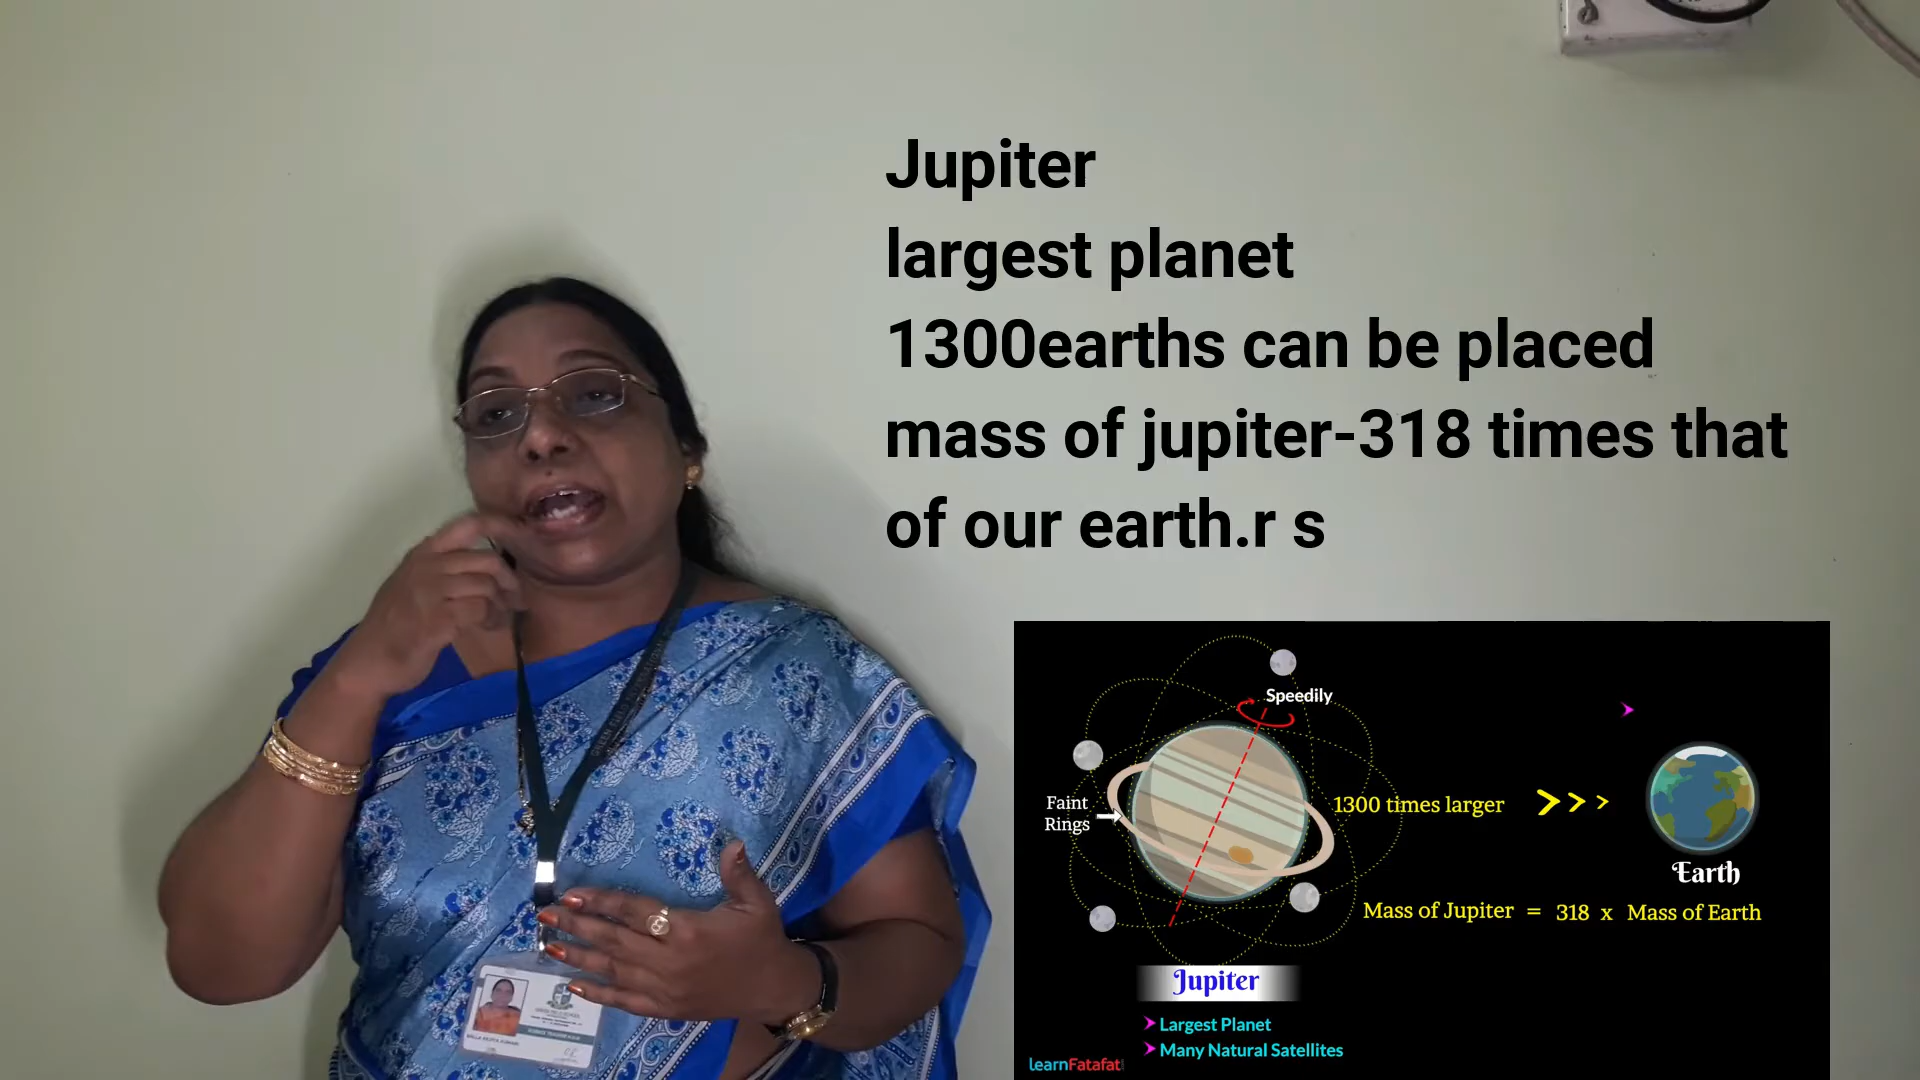 Jupiter
largest planet
1300earths can be placed
mass of jupiter-318 times that
of our earth.r s
Speedily
Faint
Rings
1300 times larger
Earth
Mass of Jupiter = 318 x Mass of Earth
Jupiter
Largest Planet
Many Natural Satellites
learnFatafat